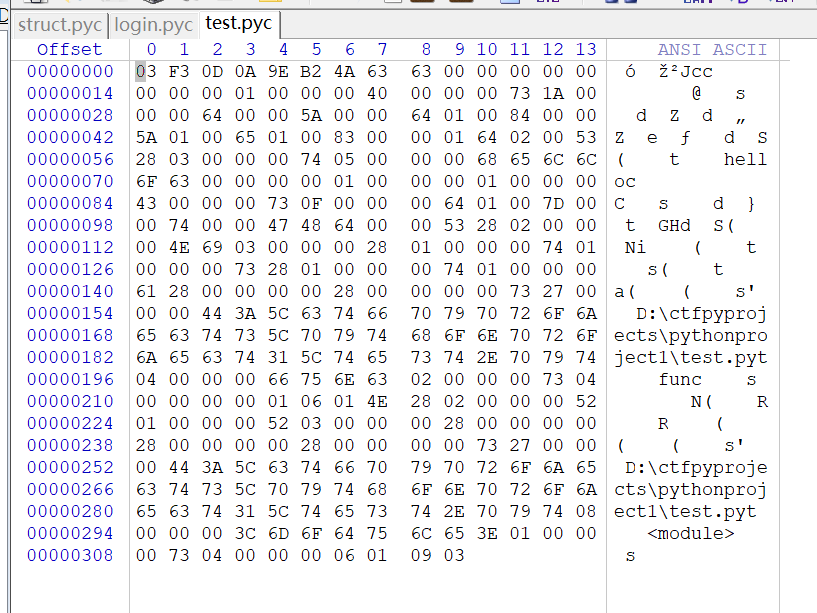 struct.pyc login.pyc test.pyc
Offset 0 1 2 3 4 5 6 7 8 9 10 11 12 13 ANSI ASCII
00000000 03 F3 0D 0A 9E B2 4A 63 63 00 00 00 00 00 ó ž²Jcc
00000014 00 00 00 01 00 00 00 40 00 00 00 73 1A 00 @ s
00000028 00 00 64 00 00 5A 00 00 64 01 00 84 00 00 d Z d „
00000042 5A 01 00 65 01 00 83 00 00 01 64 02 00 53 Z e ƒ d S
00000056 28 03 00 00 00 74 05 00 00 00 68 65 6C 6C ( t hell
00000070 6F 63 00 00 00 00 01 00 00 00 01 00 00 00 oc
00000084 43 00 00 00 73 0F 00 00 00 64 01 00 7D 00 C s d }
00000098 00 74 00 00 47 48 64 00 00 53 28 02 00 00 t GHd S(
00000112 00 4E 69 03 00 00 00 28 01 00 00 00 74 01 Ni ( t
00000126 00 00 00 73 28 01 00 00 00 74 01 00 00 00 s( t
00000140 61 28 00 00 00 00 28 00 00 00 00 73 27 00 a( ( s'
00000154 00 00 44 3A 5C 63 74 66 70 79 70 72 6F 6A D:\ctfpyproj
00000168 65 63 74 73 5C 70 79 74 68 6F 6E 70 72 6F ects\pythonpro
00000182 6A 65 63 74 31 5C 74 65 73 74 2E 70 79 74 ject1\test.pyt
00000196 04 00 00 00 66 75 6E 63 02 00 00 00 73 04 func s
00000210 00 00 00 00 01 06 01 4E 28 02 00 00 00 52 N( R
00000224 01 00 00 00 52 03 00 00 00 28 00 00 00 00 R (
00000238 28 00 00 00 00 28 00 00 00 00 73 27 00 00 ( ( s'
00000252 00 44 3A 5C 63 74 66 70 79 70 72 6F 6A 65 D:\ctfpyproje
00000266 63 74 73 5C 70 79 74 68 6F 6E 70 72 6F 6A cts\pythonproj
00000280 65 63 74 31 5C 74 65 73 74 2E 70 79 74 08 ect1\test.pyt
00000294 00 00 00 3C 6D 6F 64 75 6C 65 3E 01 00 00 <module>
00000308 00 73 04 00 00 00 06 01 09 03 s